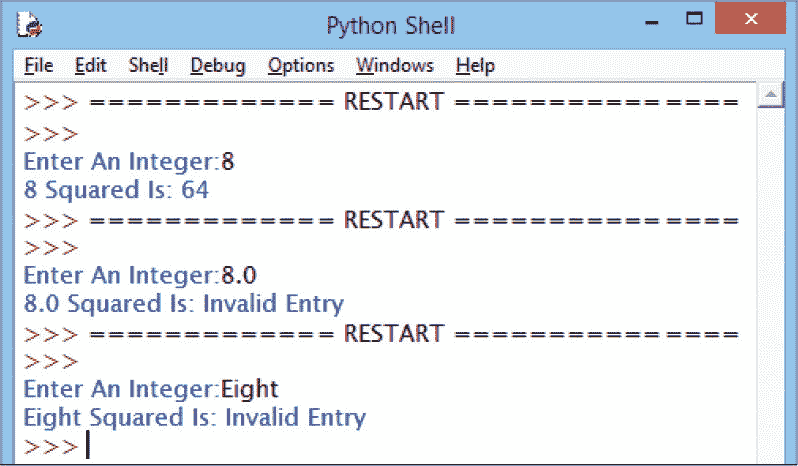 Python Shell
File Edit Shell Debug Options Windows Help
>>> ============= RESTART ===============
>>>
Enter An Integer:8
8 Squared Is: 64
>>> ============= RESTART ===============
>>>
Enter An Integer:8.0
8.0 Squared Is: Invalid Entry
>>> ============= RESTART ===============
>>>
Enter An Integer:Eight
Eight Squared Is: Invalid Entry
>>>